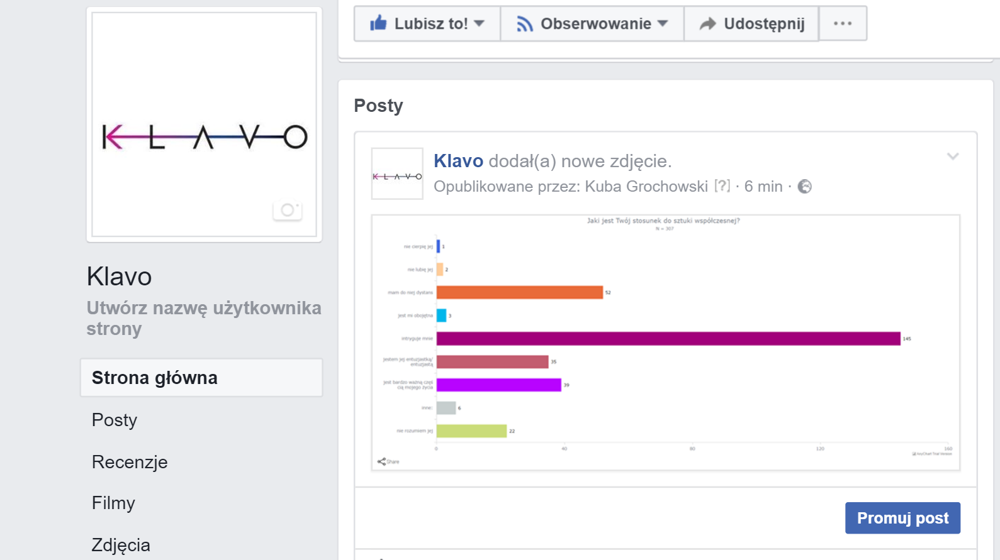 Lubisz to! Obserwowanie Udostępnij ...
KLAVO
Klavo
Utwórz nazwę użytkownika
strony
Strona główna
Posty
Recenzje
Filmy
Zdjęcia
Posty
KLAVO
Klavo dodał(a) nowe zdjęcie.
Opublikowane przez: Kuba Grochowski [?] · 6 min ·
Jaki jest Twój stosunek do sztuki współczesnej?
N = 307
nie cierpię jej 1
nie lubię jej 2
mam do niej dystans 52
jest mi obojętna 3
intryguje mnie 145
jestem jej entuzjastką/
entuzjastą 35
jest bardzo ważną częś
cią mojego życia 39
inne: 6
nie rozumiem jej 22
0 40 80 120 160
AnyChart Trial Version
Share
Promuj post